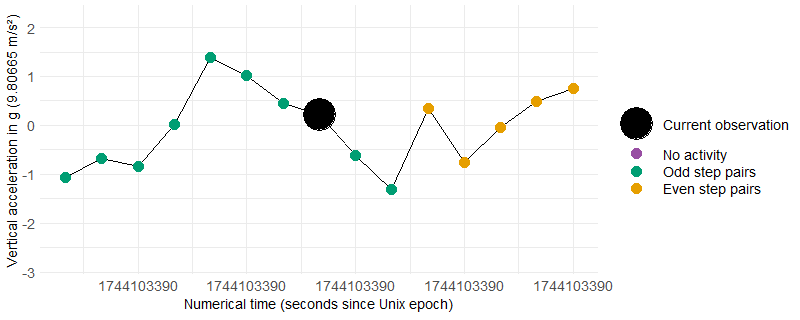 Vertical acceleration in g (9.80665 m/s²)
2
1
0
-1
-2
-3
1744103390 1744103390 1744103390 1744103390 1744103390
Numerical time (seconds since Unix epoch)
Current observation
No activity
Odd step pairs
Even step pairs